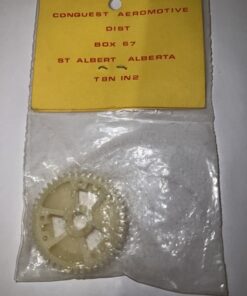 CONQUEST AEROMOTIVE
DIST
BOX 67
ST ALBERT ALBERTA
T8N 1N2